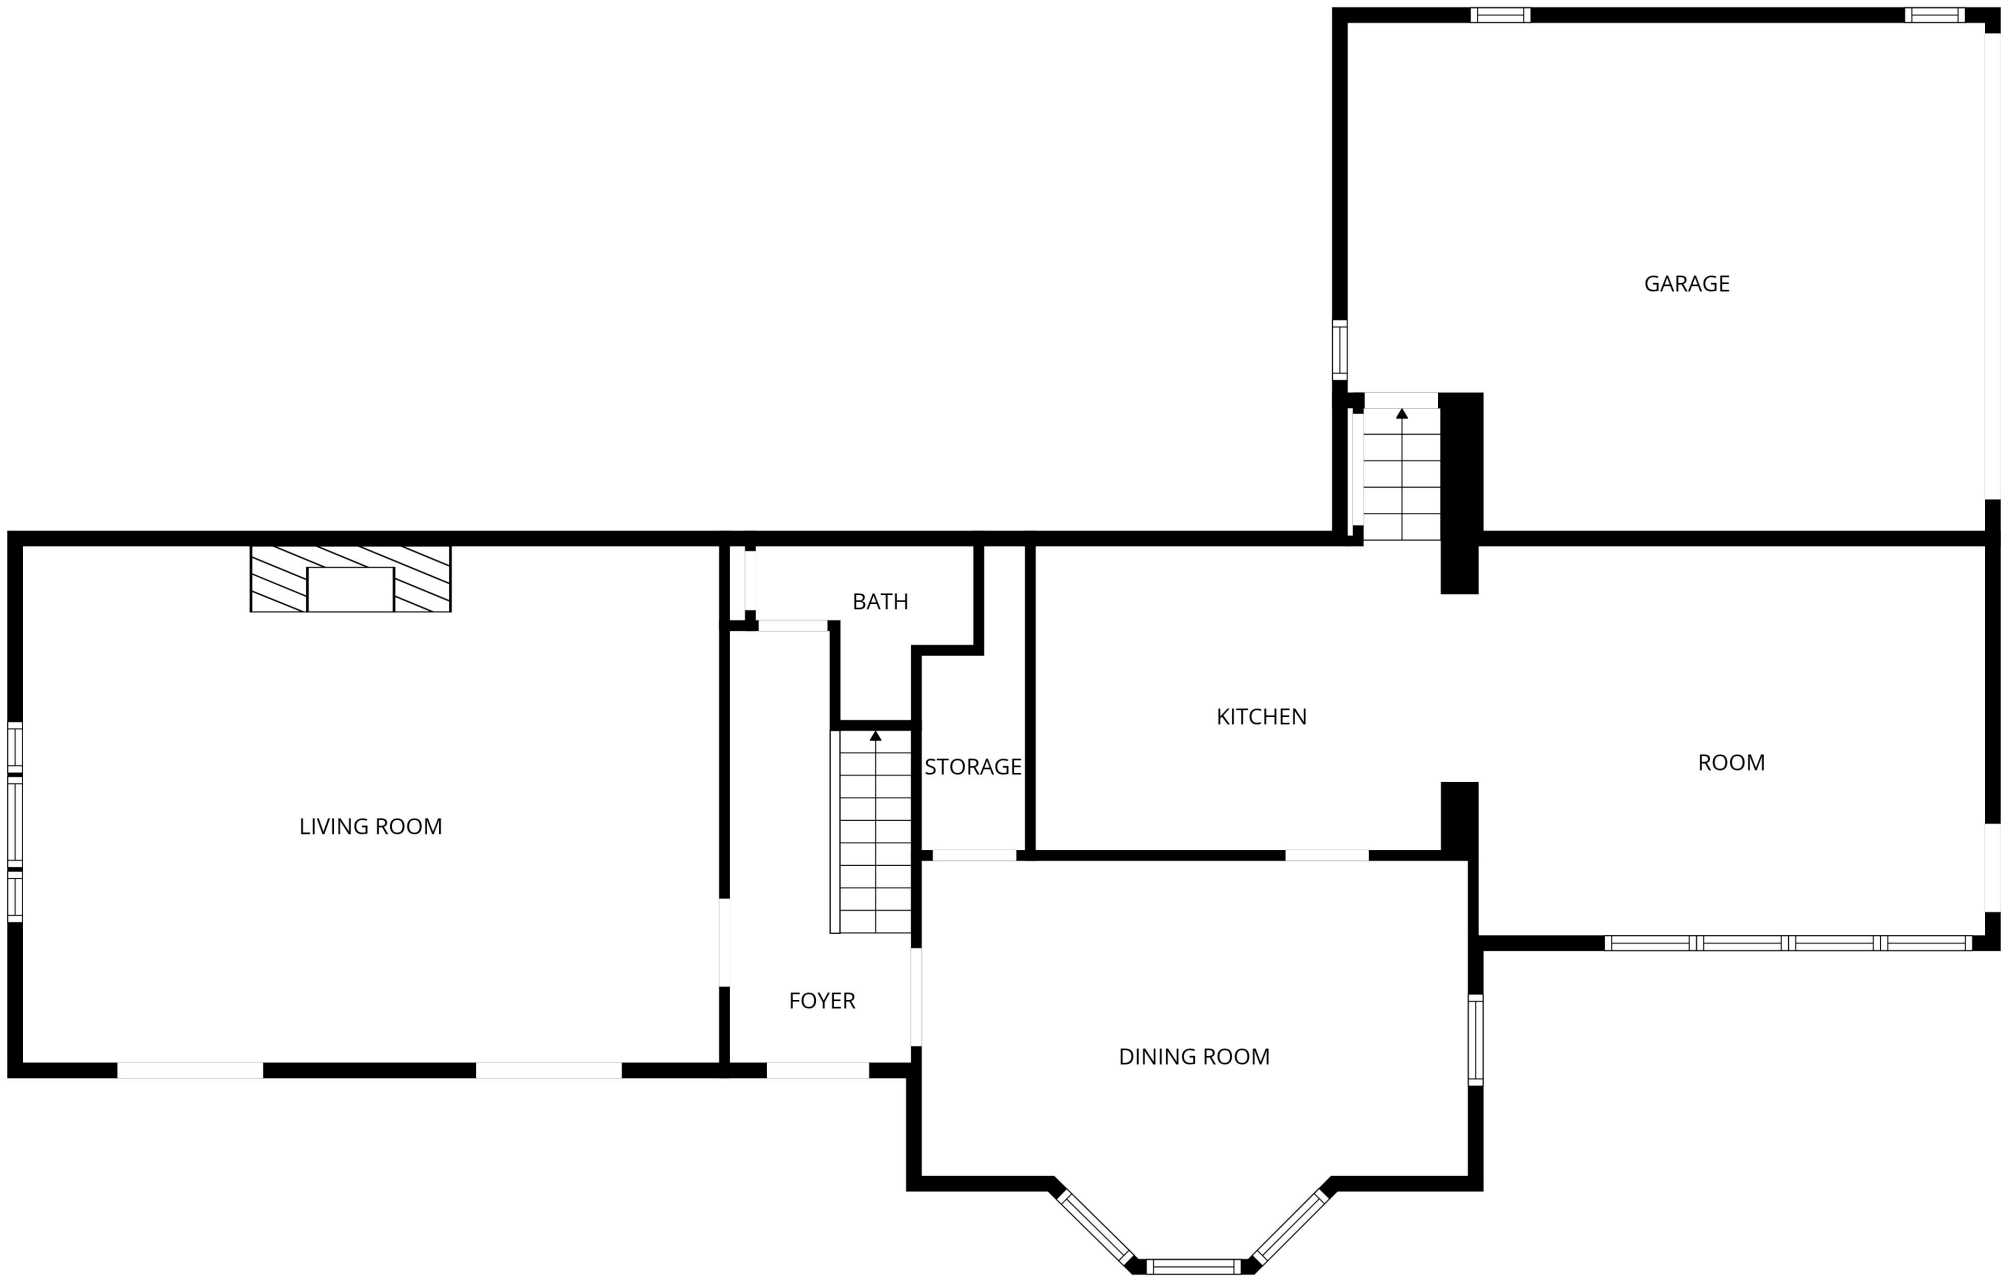 GARAGE
BATH
KITCHEN
STORAGE
ROOM
LIVING ROOM
FOYER
DINING ROOM